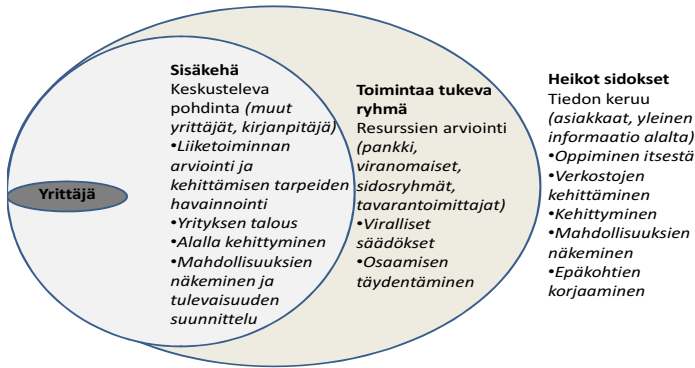 Yrittäjä
Sisäkehä
Keskusteleva
pohdinta (muut
yrittäjät, kirjanpitäjä)
•Liiketoiminnan
arviointi ja
kehittämisen tarpeiden
havainnointi
•Yrityksen talous
•Alalla kehittyminen
•Mahdollisuuksien
näkeminen ja
tulevaisuuden
suunnittelu
Toimintaa tukeva
ryhmä
Resurssien arviointi
(pankki,
viranomaiset,
sidosryhmät,
tavarantoimittajat)
•Viralliset
säädökset
•Osaamisen
täydentäminen
Heikot sidokset
Tiedon keruu
(asiakkaat, yleinen
informaatio alalta)
•Oppiminen itsestä
•Verkostojen
kehittäminen
•Kehittyminen
•Mahdollisuuksien
näkeminen
•Epäkohtien
korjaaminen